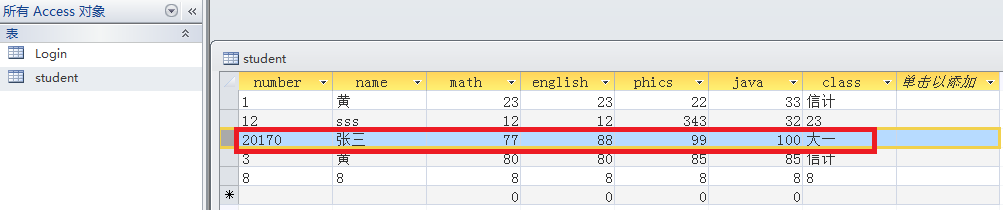 所有 Access 对象
表
Login
student
student
number name math english phics java class 单击以添加
1 黄 23 23 22 33 信计
12 sss 12 12 343 32 23
20170 张三 77 88 99 100 大一
3 黄 80 80 85 85 信计
8 8 8 8 8 8 8
* 0 0 0 0